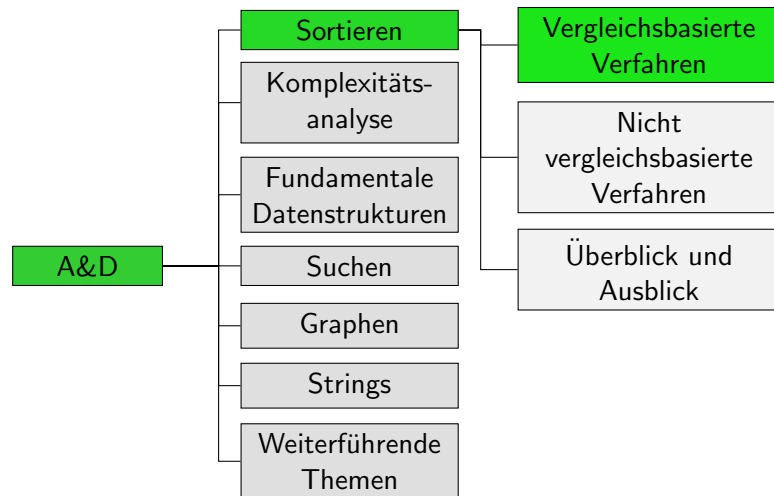 A&D
Sortieren
Komplexitäts-
analyse
Fundamentale
Datenstrukturen
Suchen
Graphen
Strings
Weiterführende
Themen
Vergleichsbasierte
Verfahren
Nicht
vergleichsbasierte
Verfahren
Überblick und
Ausblick